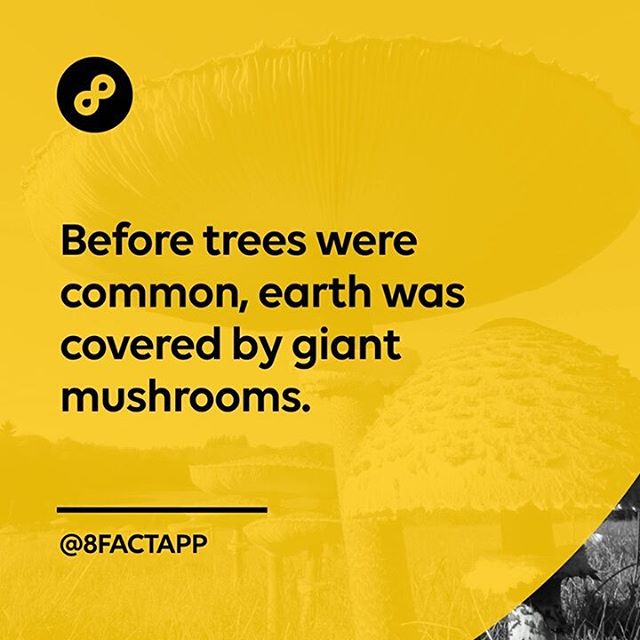 Before trees were
common, earth was
covered by giant
mushrooms.
@8FACTAPP